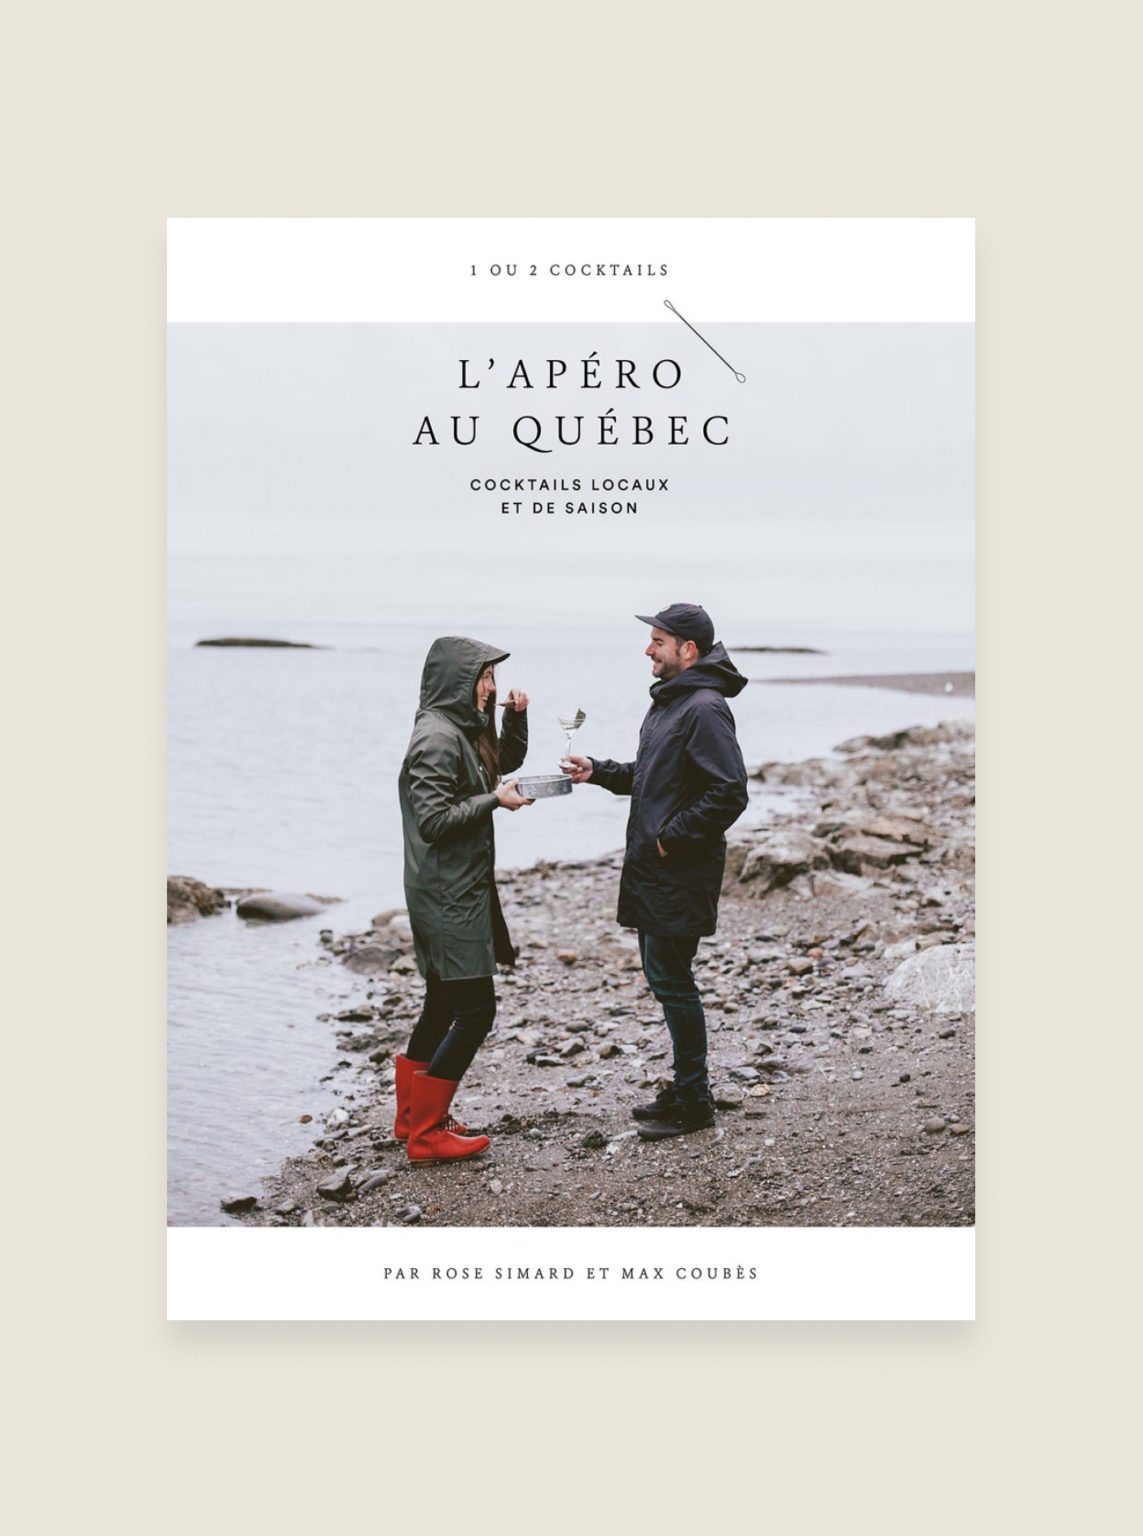 1 OU 2 COCKTAILS
L’APÉRO
AU QUÉBEC
COCKTAILS LOCAUX
ET DE SAISON
PAR ROSE SIMARD ET MAX COUBÈS